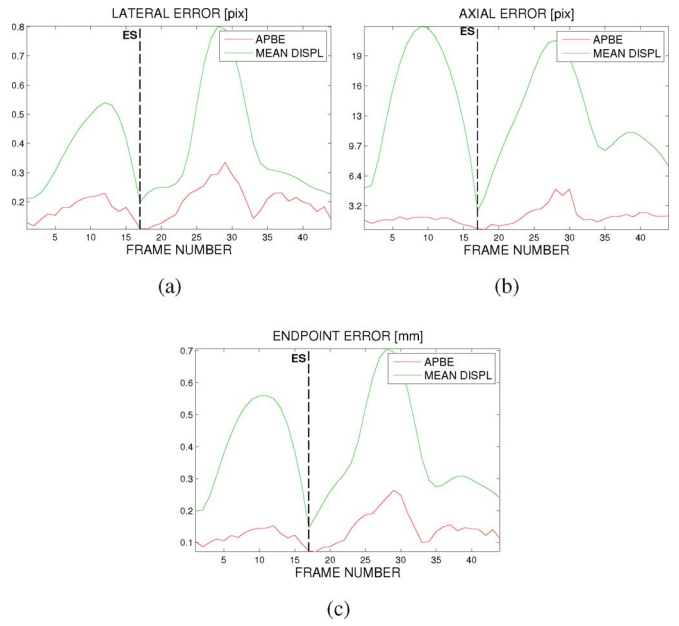 LATERAL ERROR [pix]
ES
APBE
MEAN DISPL
0.8
0.7
0.6
0.5
0.4
0.3
0.2
5 10 15 20 25 30 35 40
FRAME NUMBER
(a)
AXIAL ERROR [pix]
ES
APBE
MEAN DISPL
19
16
13
9.7
6.4
3.2
5 10 15 20 25 30 35 40
FRAME NUMBER
(b)
ENDPOINT ERROR [mm]
ES
APBE
MEAN DISPL
0.7
0.6
0.5
0.4
0.3
0.2
0.1
5 10 15 20 25 30 35 40
FRAME NUMBER
(c)